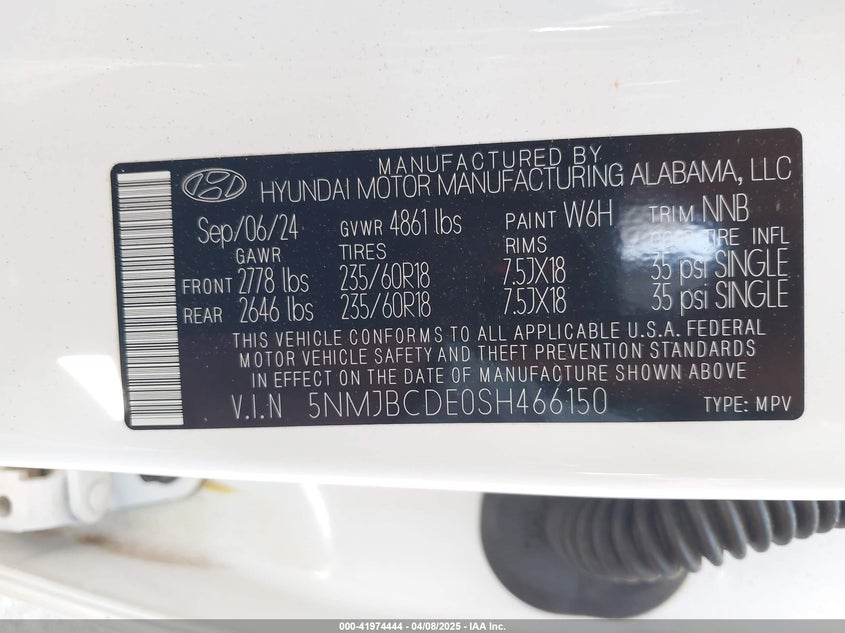 MANUFACTURED BY
HYUNDAI MOTOR MANUFACTURING ALABAMA, LLC
Sep/06/24 GVWR 4861 lbs PAINT W6H TRIM NNB
GAWR TIRES RIMS TIRE INFL
FRONT 2778 lbs 235/60R18 7.5JX18 35 psi SINGLE
REAR 2646 lbs 235/60R18 7.5JX18 35 psi SINGLE
THIS VEHICLE CONFORMS TO ALL APPLICABLE U.S.A. FEDERAL
MOTOR VEHICLE SAFETY AND THEFT PREVENTION STANDARDS
IN EFFECT ON THE DATE OF MANUFACTURE SHOWN ABOVE
V.I.N 5NMJBCDE0SH466150 TYPE: MPV
000-41974444 - 04/08/2025 - IAA Inc.